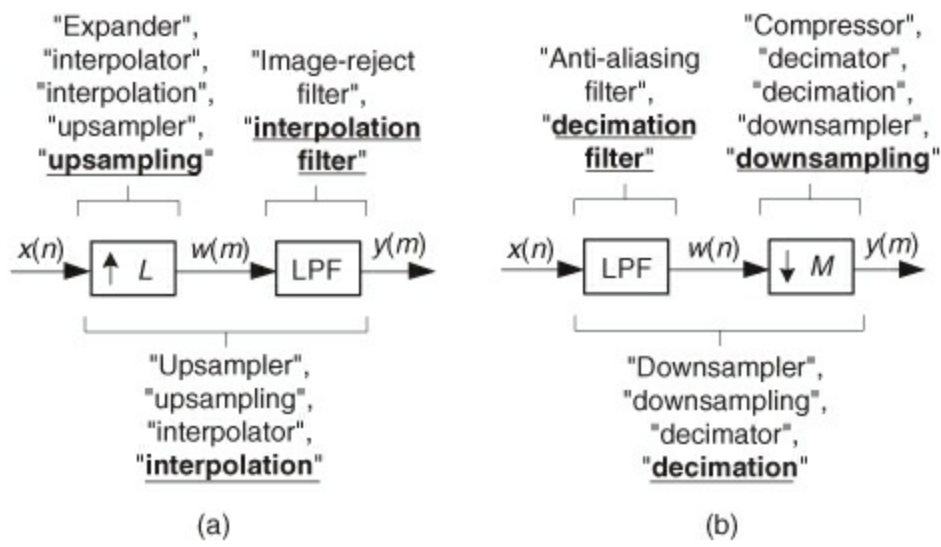 "Expander",
"interpolator",
"interpolation",
"upsampler",
"upsampling"
"Image-reject
filter",
"interpolation
filter"
x(n)
↑ L
w(m)
LPF
y(m)
"Upsampler",
"upsampling",
"interpolator",
"interpolation"
(a)
"Anti-aliasing
filter",
"decimation
filter"
"Compressor",
"decimator",
"decimation",
"downsampler",
"downsampling"
x(n)
LPF
w(n)
↓ M
y(m)
"Downsampler",
"downsampling",
"decimator",
"decimation"
(b)